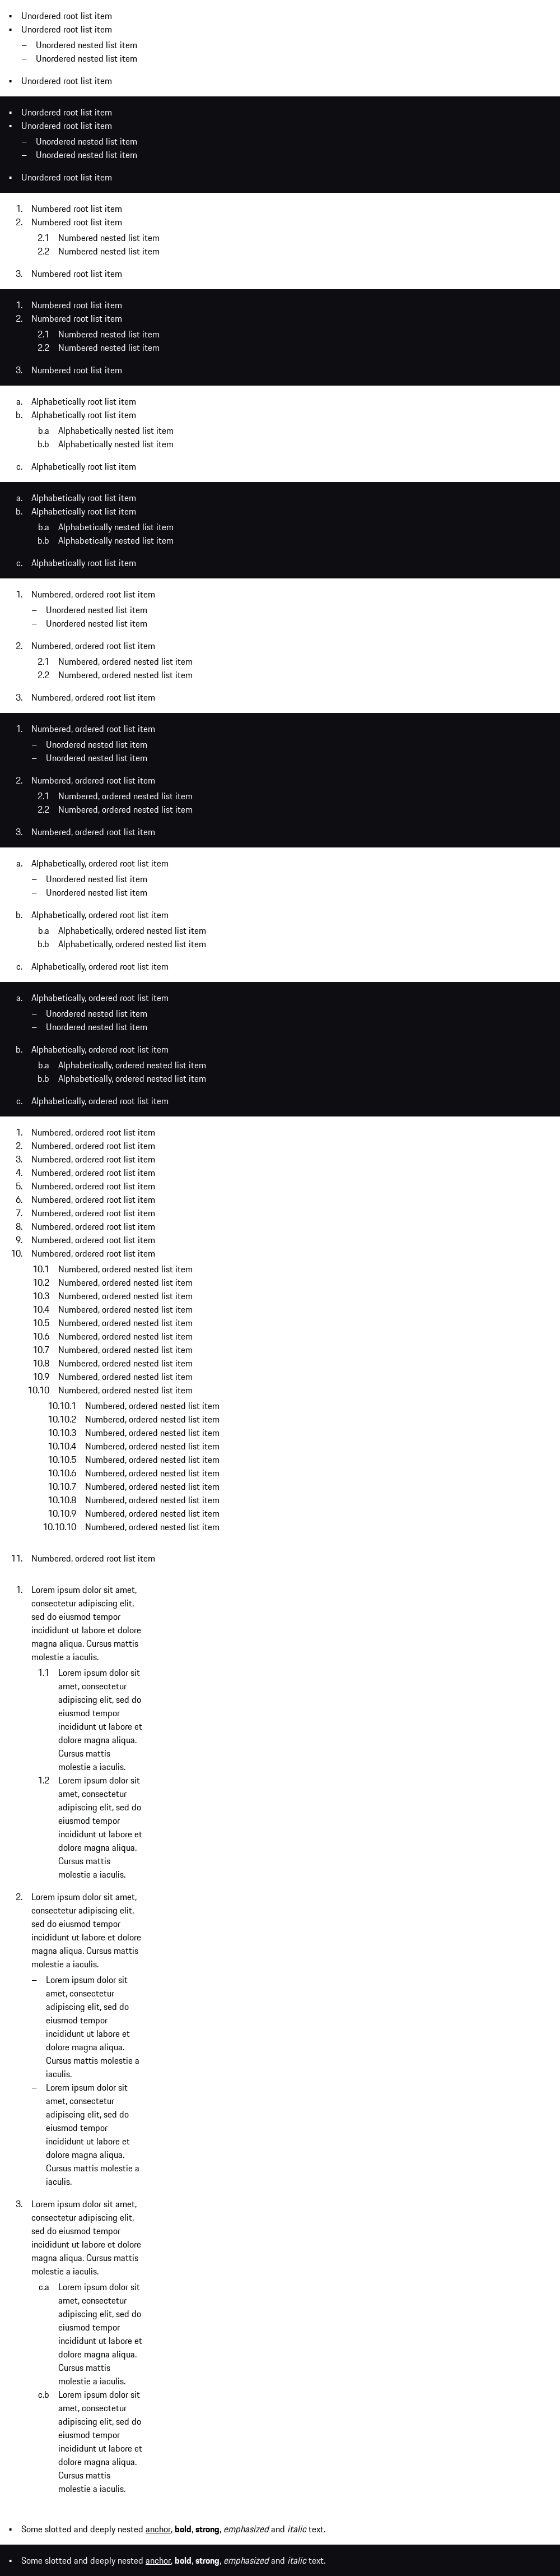 • Unordered root list item
• Unordered root list item
– Unordered nested list item
– Unordered nested list item
• Unordered root list item
• Unordered root list item
• Unordered root list item
– Unordered nested list item
– Unordered nested list item
• Unordered root list item
1. Numbered root list item
2. Numbered root list item
2.1 Numbered nested list item
2.2 Numbered nested list item
3. Numbered root list item
1. Numbered root list item
2. Numbered root list item
2.1 Numbered nested list item
2.2 Numbered nested list item
3. Numbered root list item
a. Alphabetically root list item
b. Alphabetically root list item
b.a Alphabetically nested list item
b.b Alphabetically nested list item
c. Alphabetically root list item
a. Alphabetically root list item
b. Alphabetically root list item
b.a Alphabetically nested list item
b.b Alphabetically nested list item
c. Alphabetically root list item
1. Numbered, ordered root list item
– Unordered nested list item
– Unordered nested list item
2. Numbered, ordered root list item
2.1 Numbered, ordered nested list item
2.2 Numbered, ordered nested list item
3. Numbered, ordered root list item
1. Numbered, ordered root list item
– Unordered nested list item
– Unordered nested list item
2. Numbered, ordered root list item
2.1 Numbered, ordered nested list item
2.2 Numbered, ordered nested list item
3. Numbered, ordered root list item
a. Alphabetically, ordered root list item
– Unordered nested list item
– Unordered nested list item
b. Alphabetically, ordered root list item
b.a Alphabetically, ordered nested list item
b.b Alphabetically, ordered nested list item
c. Alphabetically, ordered root list item
a. Alphabetically, ordered root list item
– Unordered nested list item
– Unordered nested list item
b. Alphabetically, ordered root list item
b.a Alphabetically, ordered nested list item
b.b Alphabetically, ordered nested list item
c. Alphabetically, ordered root list item
1. Numbered, ordered root list item
2. Numbered, ordered root list item
3. Numbered, ordered root list item
4. Numbered, ordered root list item
5. Numbered, ordered root list item
6. Numbered, ordered root list item
7. Numbered, ordered root list item
8. Numbered, ordered root list item
9. Numbered, ordered root list item
10. Numbered, ordered root list item
10.1 Numbered, ordered nested list item
10.2 Numbered, ordered nested list item
10.3 Numbered, ordered nested list item
10.4 Numbered, ordered nested list item
10.5 Numbered, ordered nested list item
10.6 Numbered, ordered nested list item
10.7 Numbered, ordered nested list item
10.8 Numbered, ordered nested list item
10.9 Numbered, ordered nested list item
10.10 Numbered, ordered nested list item
10.10.1 Numbered, ordered nested list item
10.10.2 Numbered, ordered nested list item
10.10.3 Numbered, ordered nested list item
10.10.4 Numbered, ordered nested list item
10.10.5 Numbered, ordered nested list item
10.10.6 Numbered, ordered nested list item
10.10.7 Numbered, ordered nested list item
10.10.8 Numbered, ordered nested list item
10.10.9 Numbered, ordered nested list item
10.10.10 Numbered, ordered nested list item
11. Numbered, ordered root list item
1. Lorem ipsum dolor sit amet,
consectetur adipiscing elit,
sed do eiusmod tempor
incididunt ut labore et dolore
magna aliqua. Cursus mattis
molestie a iaculis.
1.1 Lorem ipsum dolor sit
amet, consectetur
adipiscing elit, sed do
eiusmod tempor
incididunt ut labore et
dolore magna aliqua.
Cursus mattis
molestie a iaculis.
1.2 Lorem ipsum dolor sit
amet, consectetur
adipiscing elit, sed do
eiusmod tempor
incididunt ut labore et
dolore magna aliqua.
Cursus mattis
molestie a iaculis.
2. Lorem ipsum dolor sit amet,
consectetur adipiscing elit,
sed do eiusmod tempor
incididunt ut labore et dolore
magna aliqua. Cursus mattis
molestie a iaculis.
– Lorem ipsum dolor sit
amet, consectetur
adipiscing elit, sed do
eiusmod tempor
incididunt ut labore et
dolore magna aliqua.
Cursus mattis molestie a
iaculis.
– Lorem ipsum dolor sit
amet, consectetur
adipiscing elit, sed do
eiusmod tempor
incididunt ut labore et
dolore magna aliqua.
Cursus mattis molestie a
iaculis.
3. Lorem ipsum dolor sit amet,
consectetur adipiscing elit,
sed do eiusmod tempor
incididunt ut labore et dolore
magna aliqua. Cursus mattis
molestie a iaculis.
c.a Lorem ipsum dolor sit
amet, consectetur
adipiscing elit, sed do
eiusmod tempor
incididunt ut labore et
dolore magna aliqua.
Cursus mattis
molestie a iaculis.
c.b Lorem ipsum dolor sit
amet, consectetur
adipiscing elit, sed do
eiusmod tempor
incididunt ut labore et
dolore magna aliqua.
Cursus mattis
molestie a iaculis.
• Some slotted and deeply nested anchor, bold, strong, emphasized and italic text.
• Some slotted and deeply nested anchor, bold, strong, emphasized and italic text.